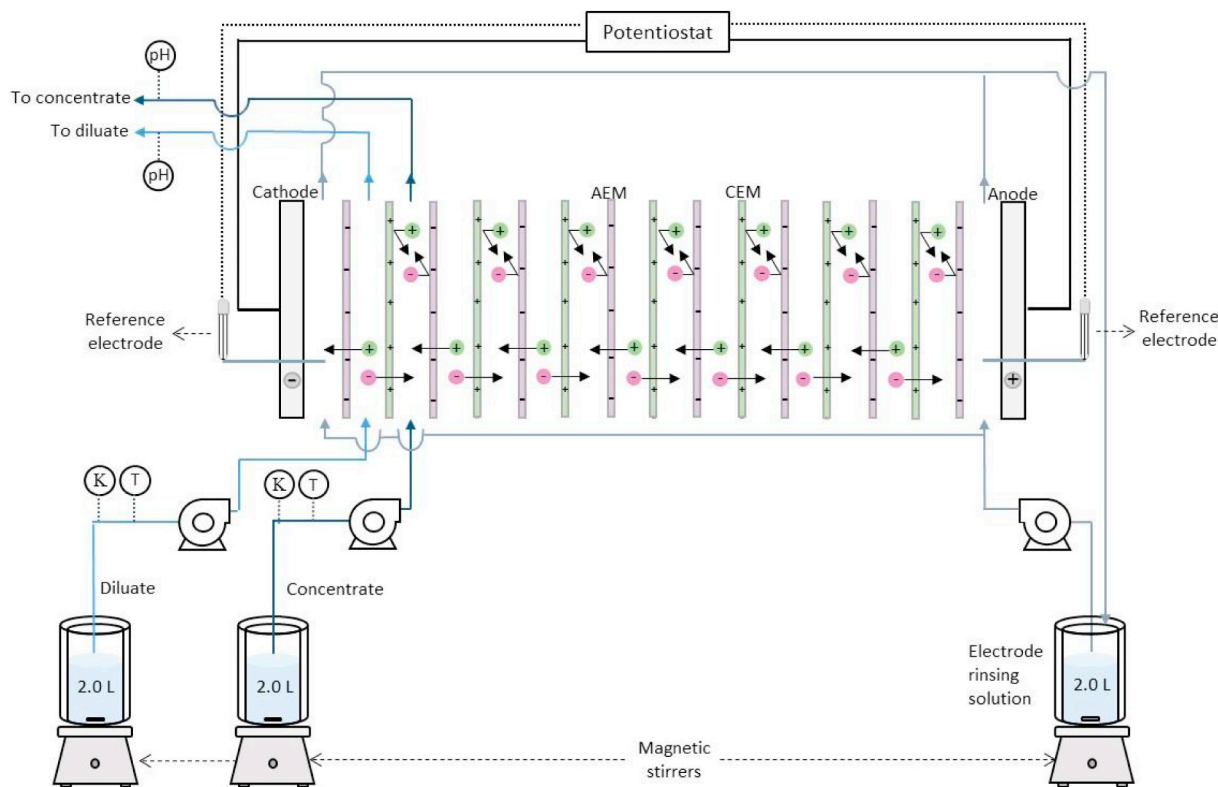 Potentiostat
pH
To concentrate
To diluate
pH
Cathode
AEM
CEM
Anode
Reference
electrode
Reference
electrode
K
T
K
T
Diluate
Concentrate
Electrode
rinsing
solution
2.0 L
2.0 L
2.0 L
Magnetic
stirrers